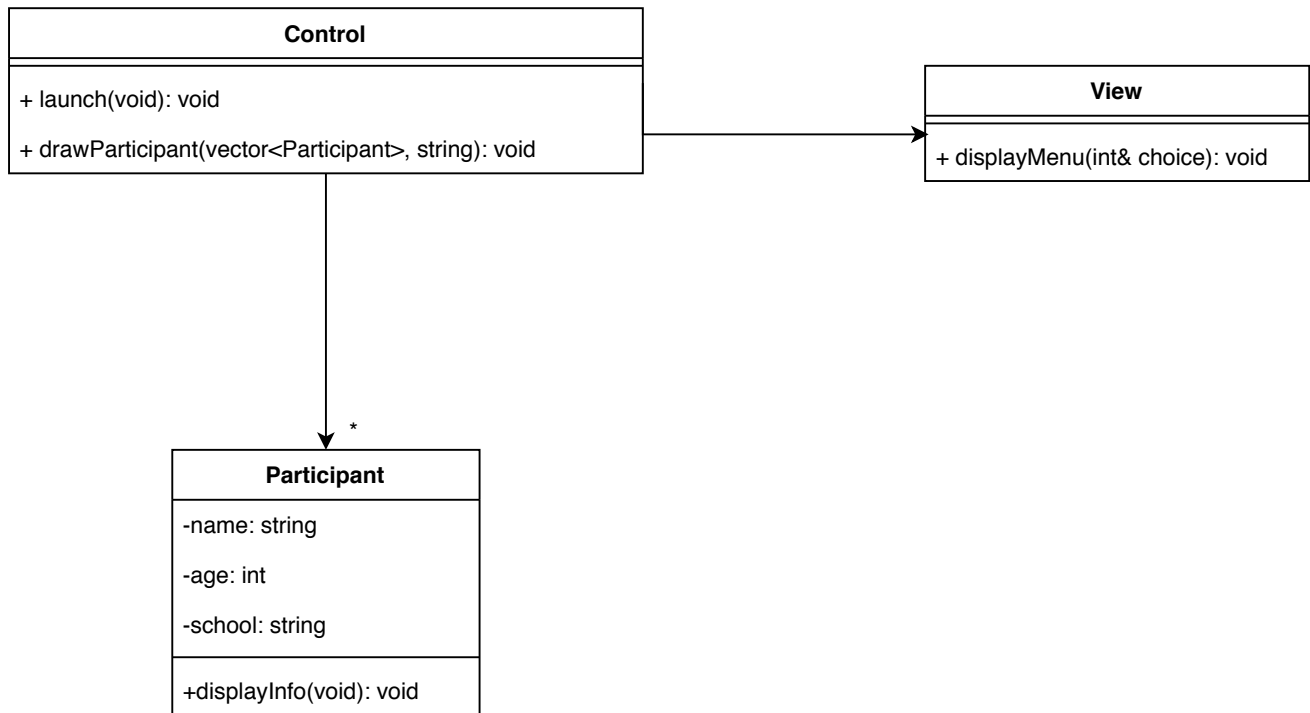 Control
+ launch(void): void
+ drawParticipant(vector<Participant>, string): void
View
+ displayMenu(int& choice): void
*
Participant
-name: string
-age: int
-school: string
+displayInfo(void): void